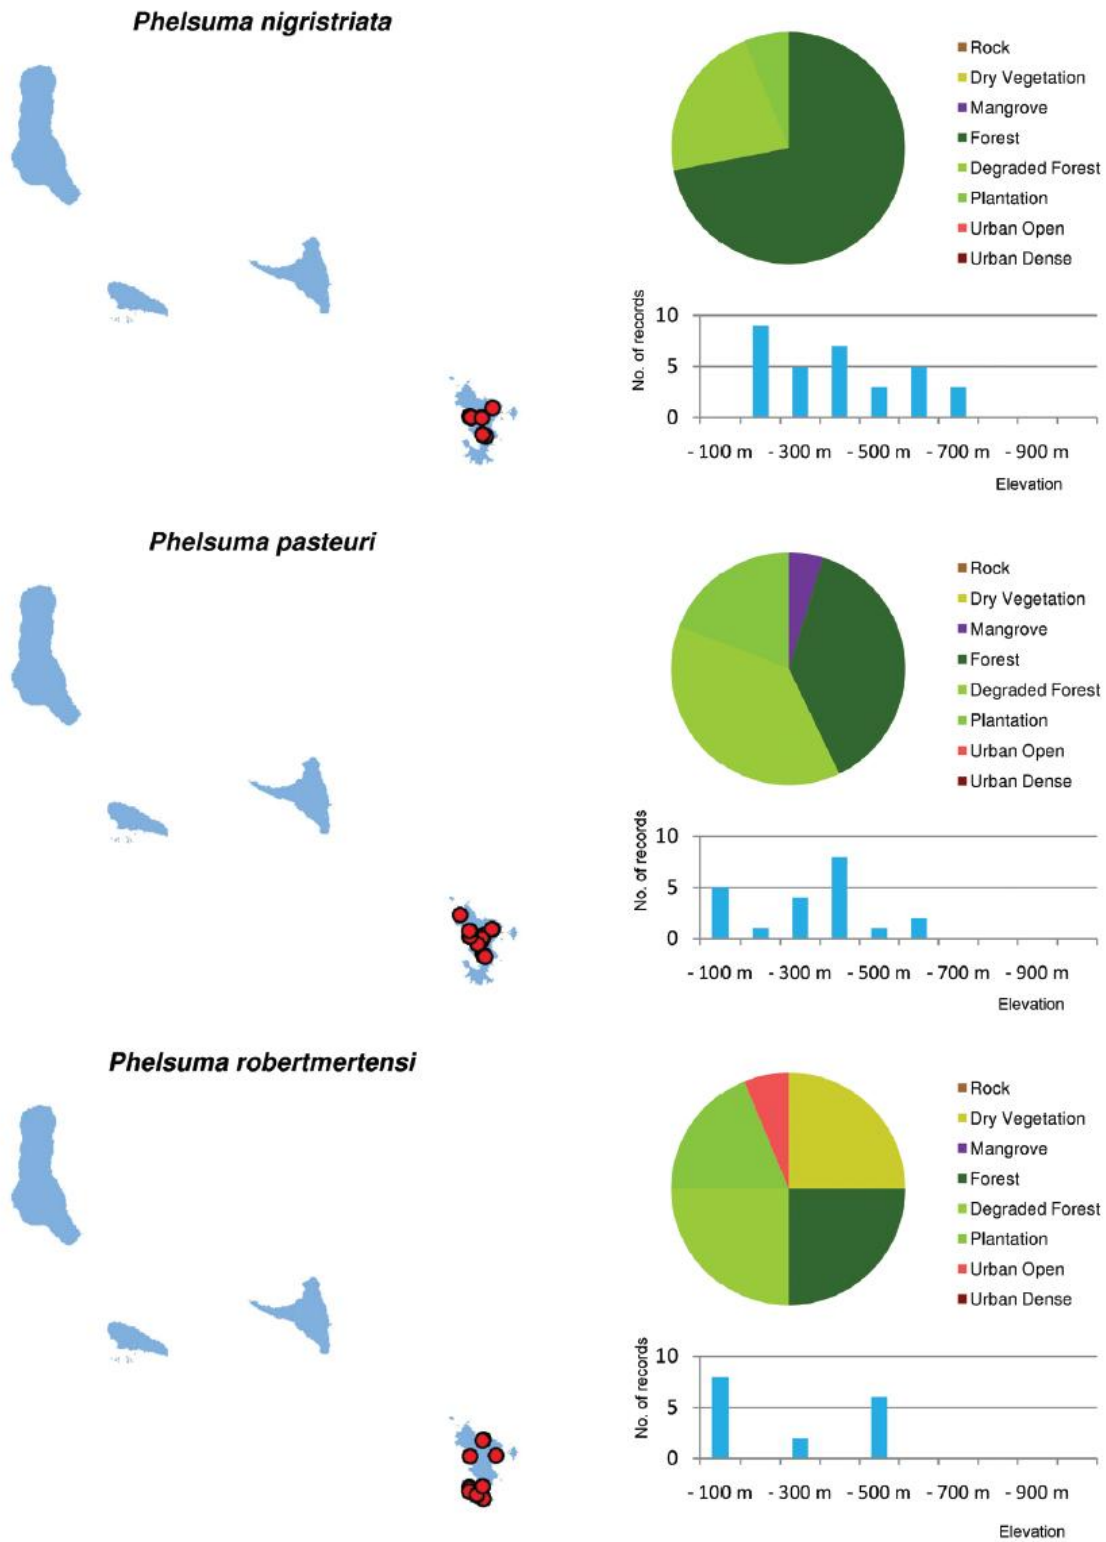 Phelsuma nigristriata
Rock
Dry Vegetation
Mangrove
Forest
Degraded Forest
Plantation
Urban Open
Urban Dense
No. of records
10
5
0
- 100 m - 300 m - 500 m - 700 m - 900 m
Elevation
Phelsuma pasteuri
Rock
Dry Vegetation
Mangrove
Forest
Degraded Forest
Plantation
Urban Open
Urban Dense
No. of records
10
5
0
- 100 m - 300 m - 500 m - 700 m - 900 m
Elevation
Phelsuma robertmertensi
Rock
Dry Vegetation
Mangrove
Forest
Degraded Forest
Plantation
Urban Open
Urban Dense
No. of records
10
5
0
- 100 m - 300 m - 500 m - 700 m - 900 m
Elevation